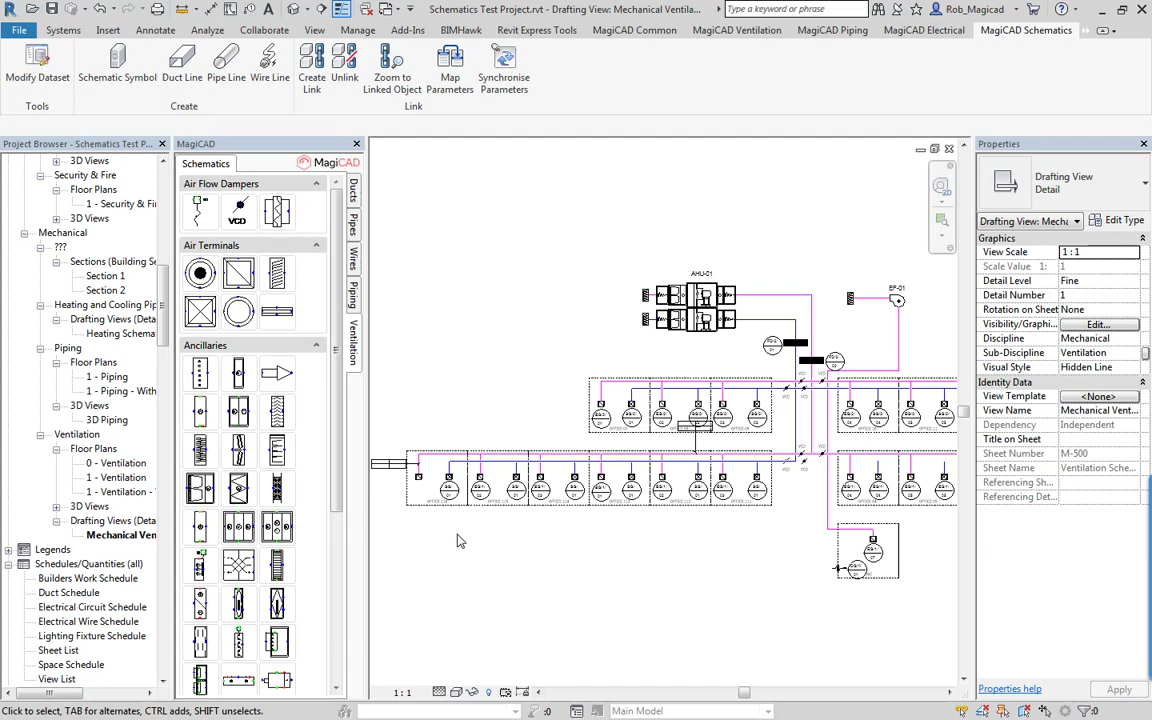 Schematics Test Project.rvt - Drafting View: Mechanical Ventila...
Type a keyword or phrase
Rob_Magicad
File
Systems
Insert
Annotate
Analyze
Collaborate
View
Manage
Add-Ins
BIMHawk
Revit Express Tools
MagiCAD Common
MagiCAD Ventilation
MagiCAD Piping
MagiCAD Electrical
MagiCAD Schematics
Modify Dataset
Schematic Symbol
Duct Line
Pipe Line
Wire Line
Create Link
Unlink
Zoom to Linked Object
Map Parameters
Synchronise Parameters
Tools
Create
Link
Project Browser - Schematics Test P...
3D Views
Security & Fire
Floor Plans
1 - Security & Fi
3D Views
Mechanical
???
Sections (Building Se
Section 1
Section 2
Heating and Cooling Pip
Drafting Views (Detai
Heating Schema
Piping
Floor Plans
1 - Piping
1 - Piping - With
3D Views
3D Piping
Ventilation
Floor Plans
0 - Ventilation
1 - Ventilation
1 - Ventilation -
3D Views
Drafting Views (Detai
Mechanical Ven
Legends
Schedules/Quantities (all)
Builders Work Schedule
Duct Schedule
Electrical Circuit Schedule
Electrical Wire Schedule
Lighting Fixture Schedule
Sheet List
Space Schedule
View List
MagiCAD
Schematics
MagiCAD
Air Flow Dampers
VCD
Air Terminals
Ancillaries
Ducts
Pipes
Wires
Piping
Ventilation
AHU-01
EF-01
VCD
VCD
1 : 1
Properties
Drafting View
Detail
Drafting View: Mecha
Edit Type
Graphics
View Scale 1 : 1
Scale Value 1: 1
Detail Level Fine
Detail Number 1
Rotation on Sheet None
Visibility/Graphi... Edit...
Discipline Mechanical
Sub-Discipline Ventilation
Visual Style Hidden Line
Identity Data
View Template <None>
View Name Mechanical Vent...
Dependency Independent
Title on Sheet
Sheet Number M-500
Sheet Name Ventilation Sche...
Referencing Sh...
Referencing Det...
Properties help
Apply
Click to select, TAB for alternates, CTRL adds, SHIFT unselects.
:0
Main Model
:0